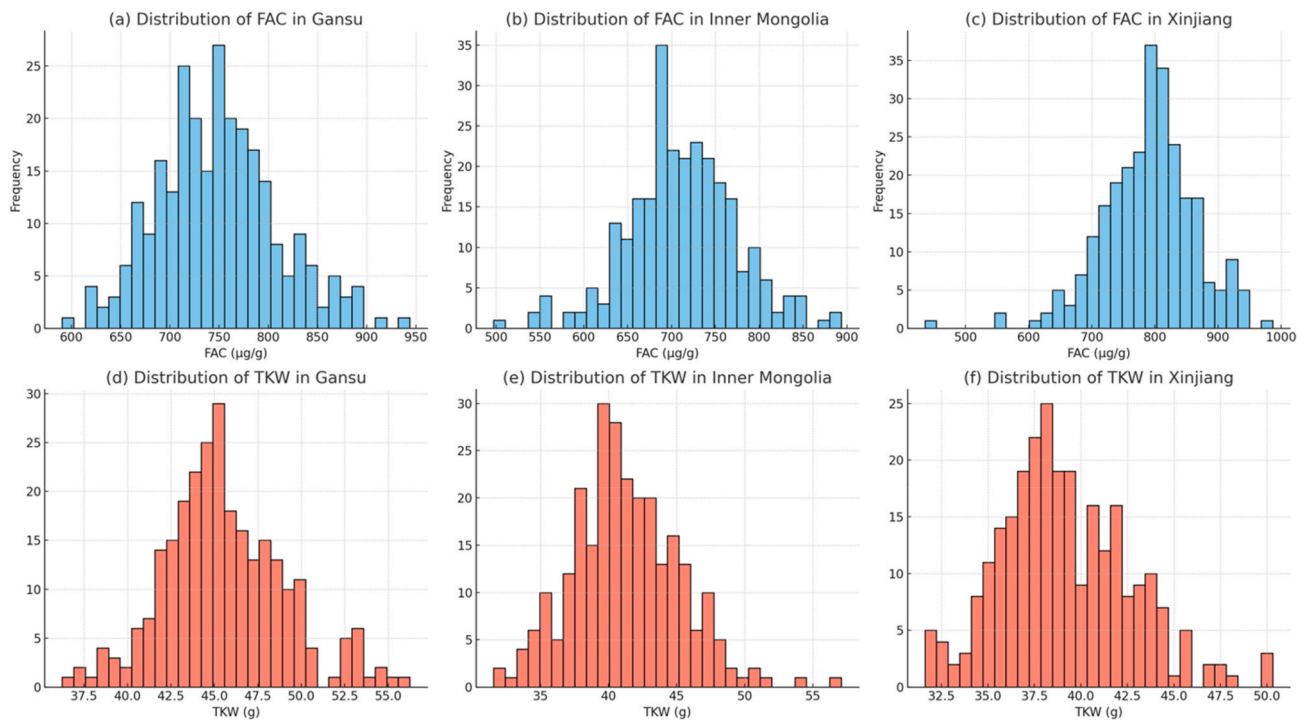 (a) Distribution of FAC in Gansu
(b) Distribution of FAC in Inner Mongolia
(c) Distribution of FAC in Xinjiang
Frequency
25
20
15
10
5
0
600 650 700 750 800 850 900 950
FAC (μg/g)
35
30
25
20
15
10
5
0
500 550 600 650 700 750 800 850 900
FAC (μg/g)
Frequency
35
30
25
20
15
10
5
0
500 600 700 800 900 1000
FAC (μg/g)
(d) Distribution of TKW in Gansu
(e) Distribution of TKW in Inner Mongolia
(f) Distribution of TKW in Xinjiang
30
25
20
15
10
5
0
37.5 40.0 42.5 45.0 47.5 50.0 52.5 55.0
TKW (g)
30
25
20
15
10
5
0
35 40 45 50 55
TKW (g)
25
20
15
10
5
0
32.5 35.0 37.5 40.0 42.5 45.0 47.5 50.0
TKW (g)